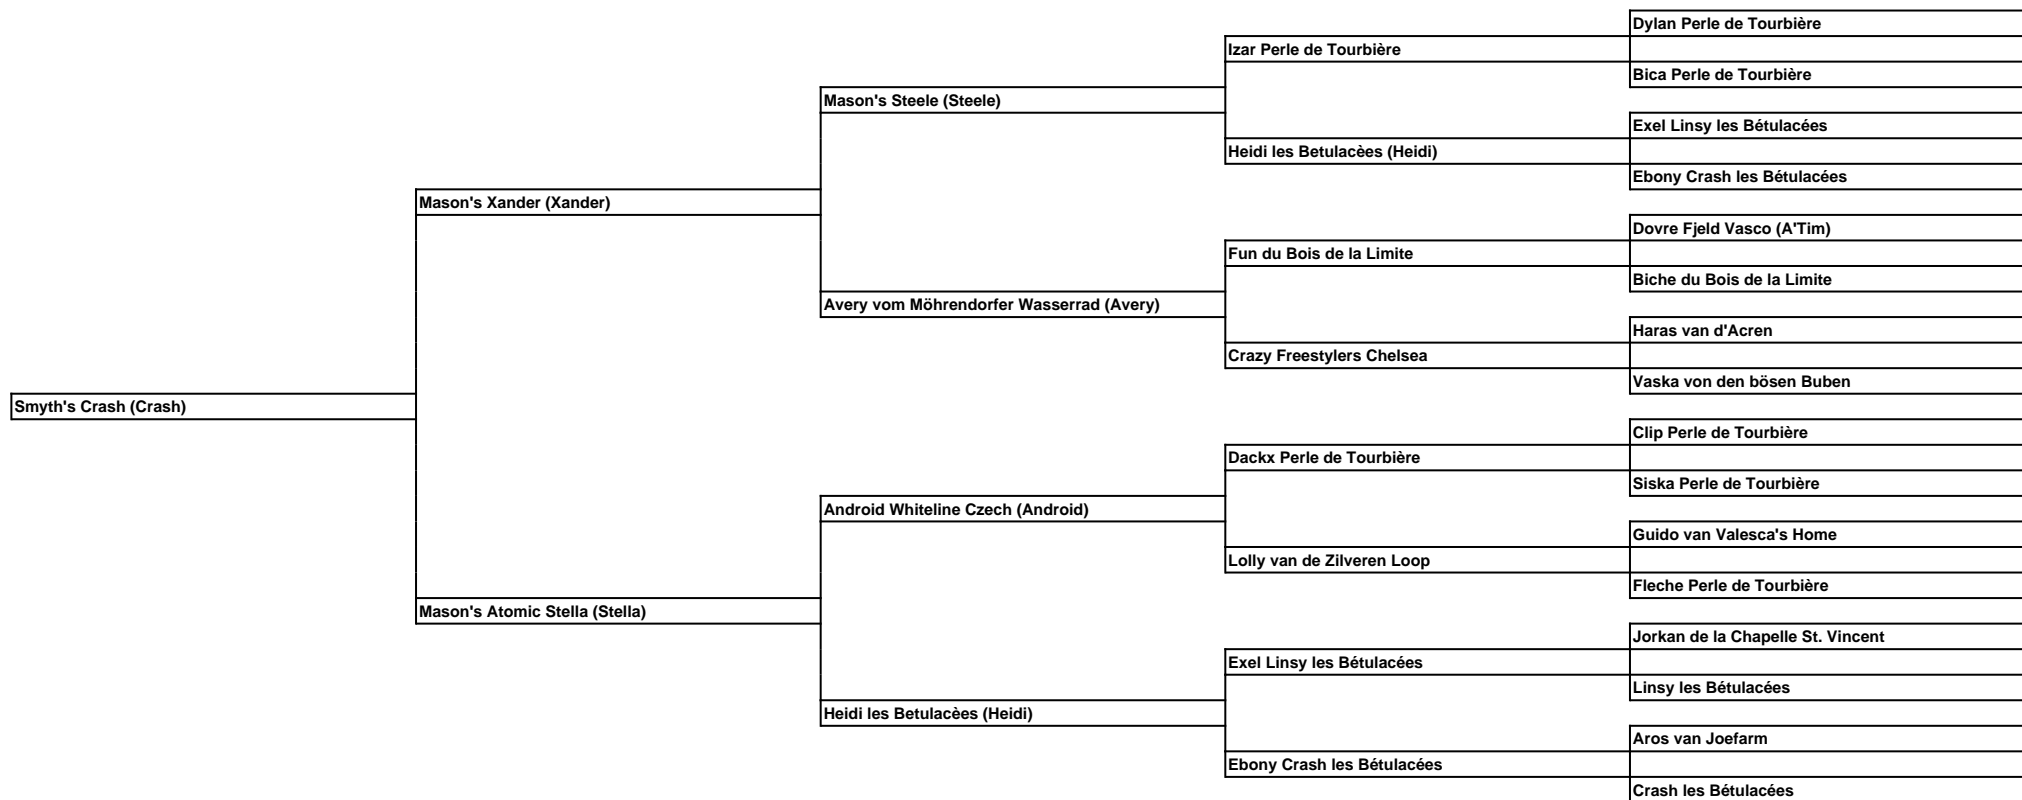 Dylan Perle de Tourbière
Izar Perle de Tourbière
Bica Perle de Tourbière
Mason's Steele (Steele)
Exel Linsy les Bétulacées
Heidi les Betulacèes (Heidi)
Ebony Crash les Bétulacées
Mason's Xander (Xander)
Dovre Fjeld Vasco (A'Tim)
Fun du Bois de la Limite
Biche du Bois de la Limite
Avery vom Möhrendorfer Wasserrad (Avery)
Haras van d'Acren
Crazy Freestylers Chelsea
Vaska von den bösen Buben
Smyth's Crash (Crash)
Clip Perle de Tourbière
Dackx Perle de Tourbière
Siska Perle de Tourbière
Android Whiteline Czech (Android)
Guido van Valesca's Home
Lolly van de Zilveren Loop
Fleche Perle de Tourbière
Mason's Atomic Stella (Stella)
Jorkan de la Chapelle St. Vincent
Exel Linsy les Bétulacées
Linsy les Bétulacées
Heidi les Betulacèes (Heidi)
Aros van Joefarm
Ebony Crash les Bétulacées
Crash les Bétulacées